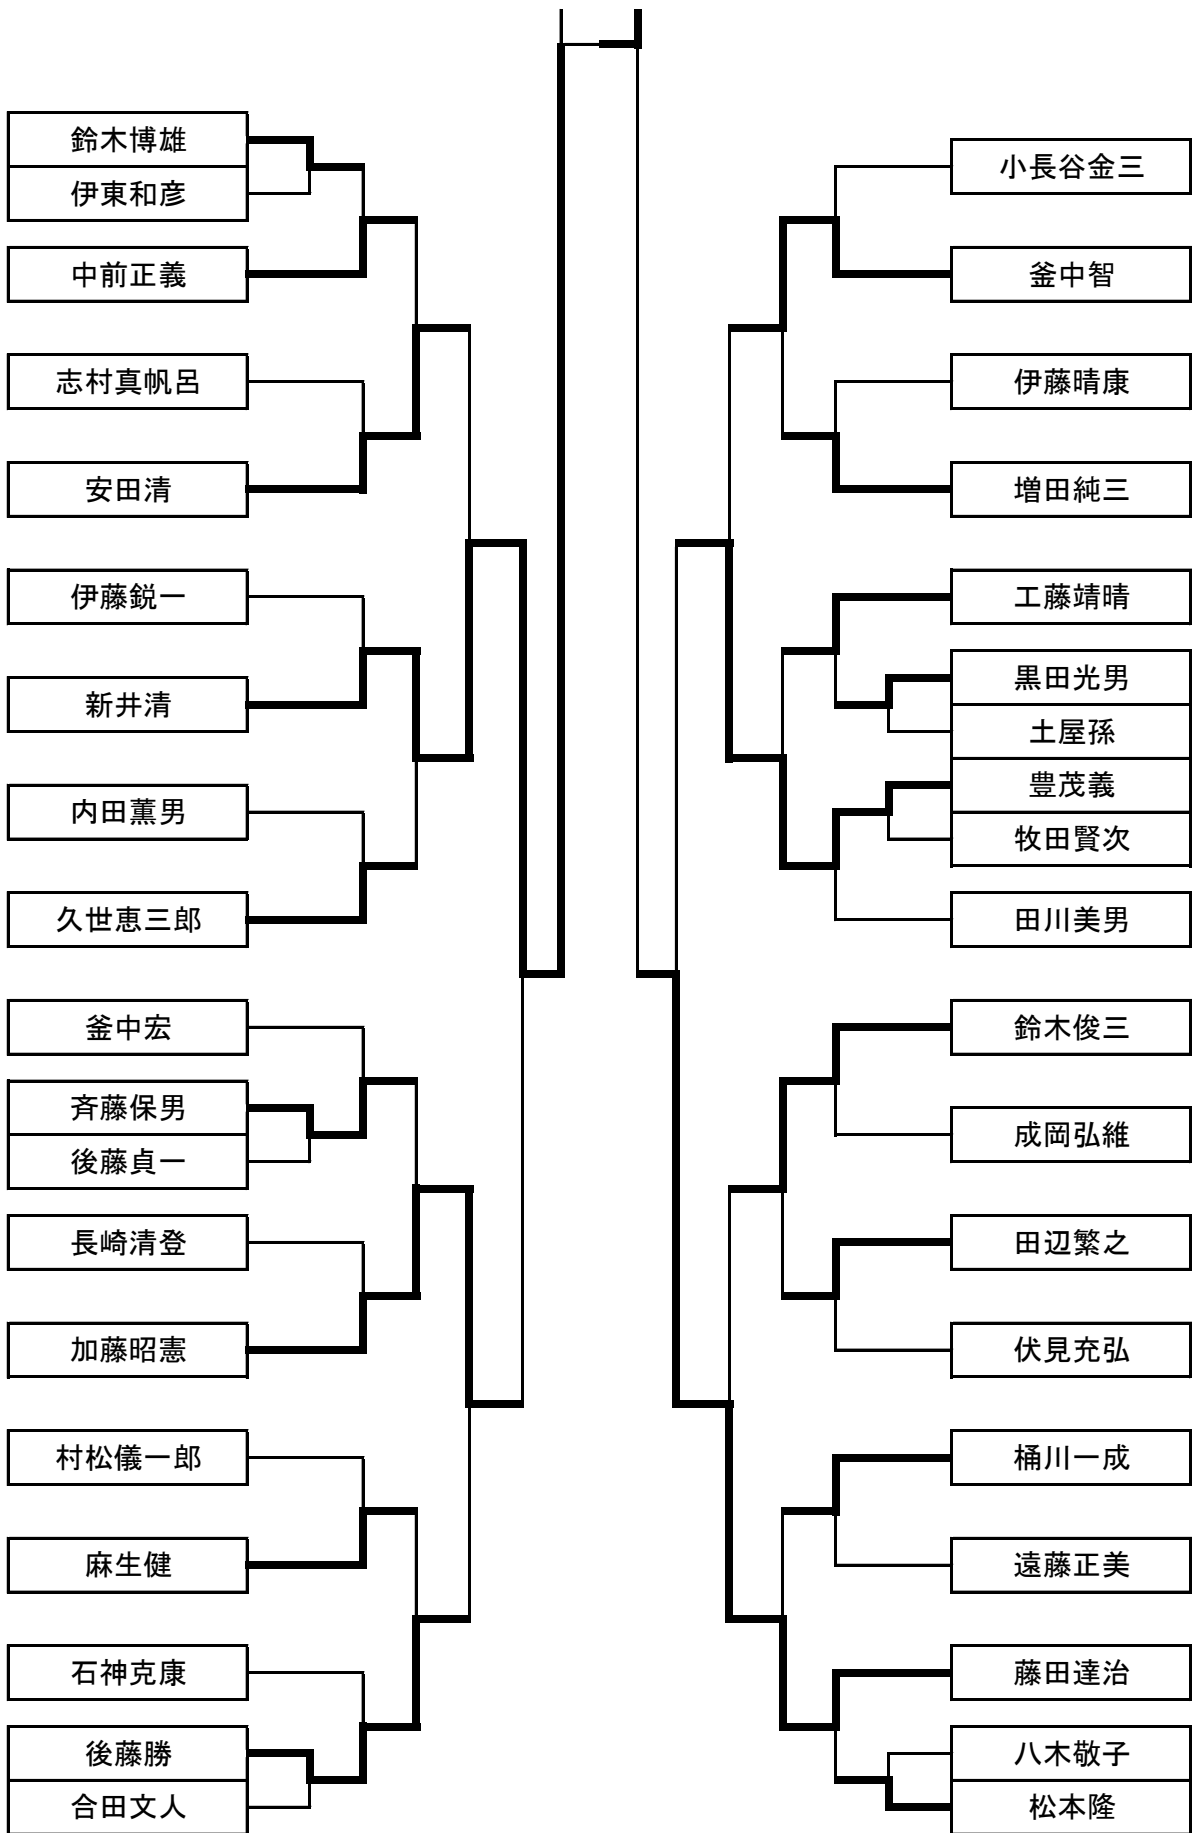 鈴木博雄
伊東和彦
中前正義
志村真帆呂
安田清
伊藤鋭一
新井清
内田薫男
久世恵三郎
釜中宏
斉藤保男
後藤貞一
長崎清登
加藤昭憲
村松儀一郎
麻生健
石神克康
後藤勝
合田文人
小長谷金三
釜中智
伊藤晴康
増田純三
工藤靖晴
黒田光男
土屋孫
豊茂義
牧田賢次
田川美男
鈴木俊三
成岡弘維
田辺繁之
伏見充弘
桶川一成
遠藤正美
藤田達治
八木敬子
松本隆